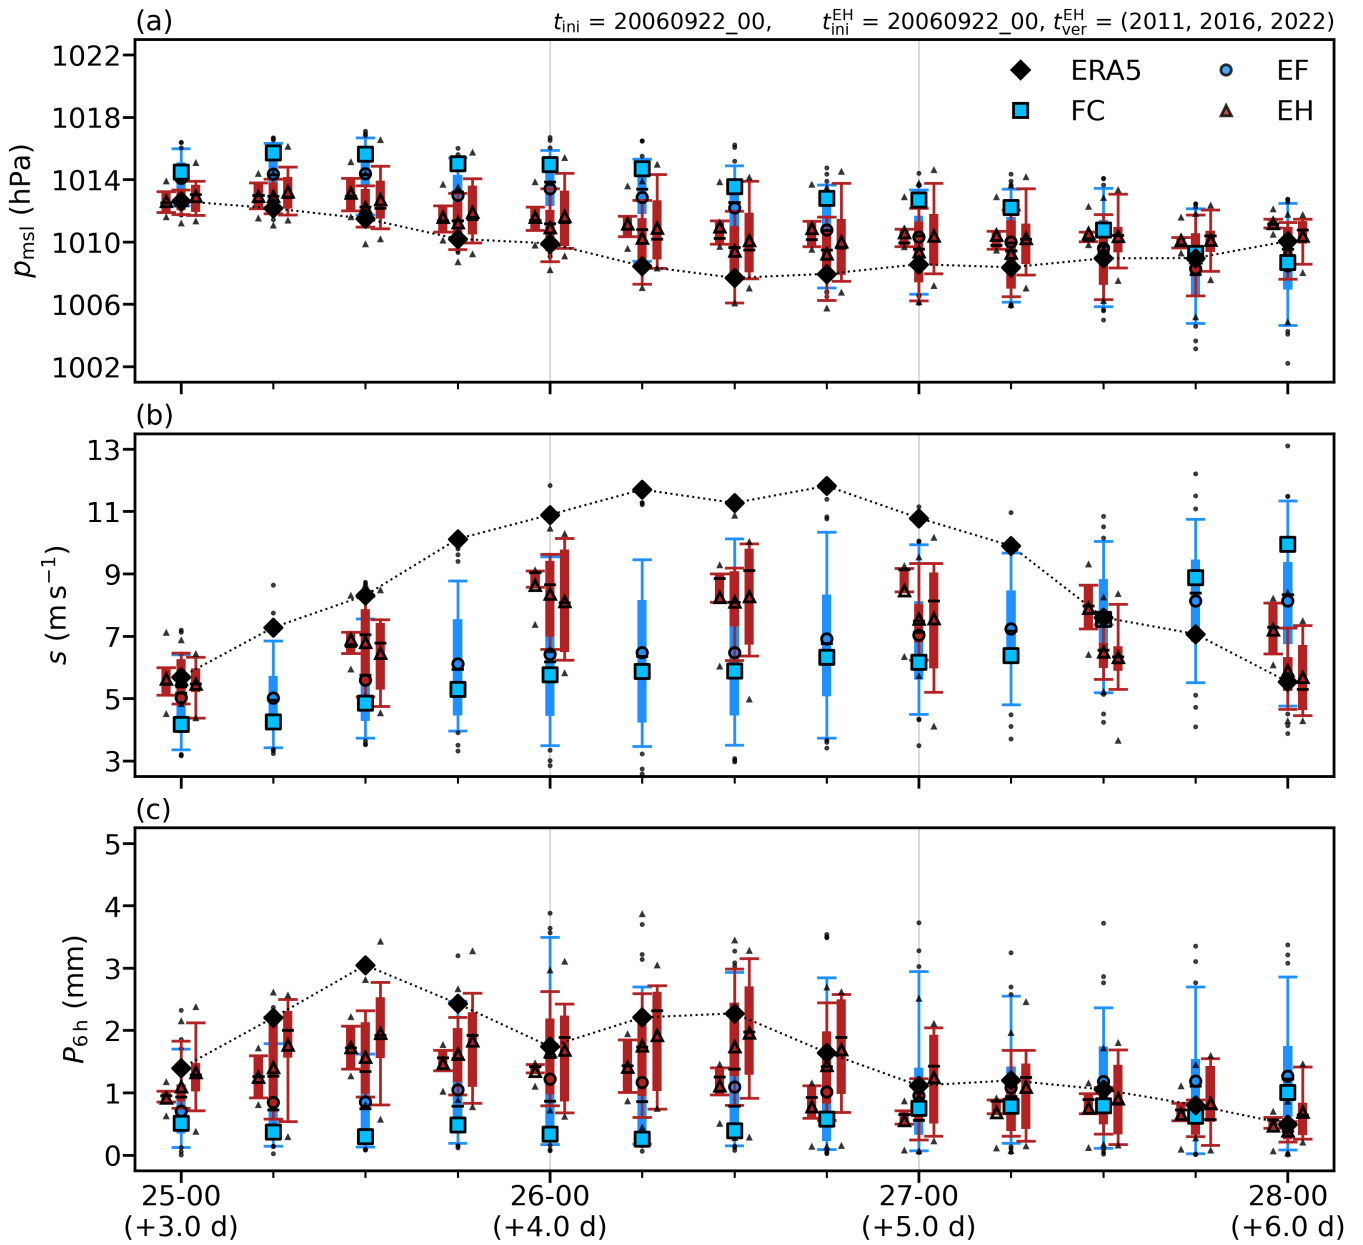 (a) t_ini = 20060922_00, t_ini^EH = 20060922_00, t_ver^EH = (2011, 2016, 2022)
p_msl (hPa)
1022
1018
1014
1010
1006
1002
ERA5 EF
FC EH
(b)
s (m s⁻¹)
13
11
9
7
5
3
(c)
P_6 h (mm)
5
4
3
2
1
0
25-00 26-00 27-00 28-00
(+3.0 d) (+4.0 d) (+5.0 d) (+6.0 d)